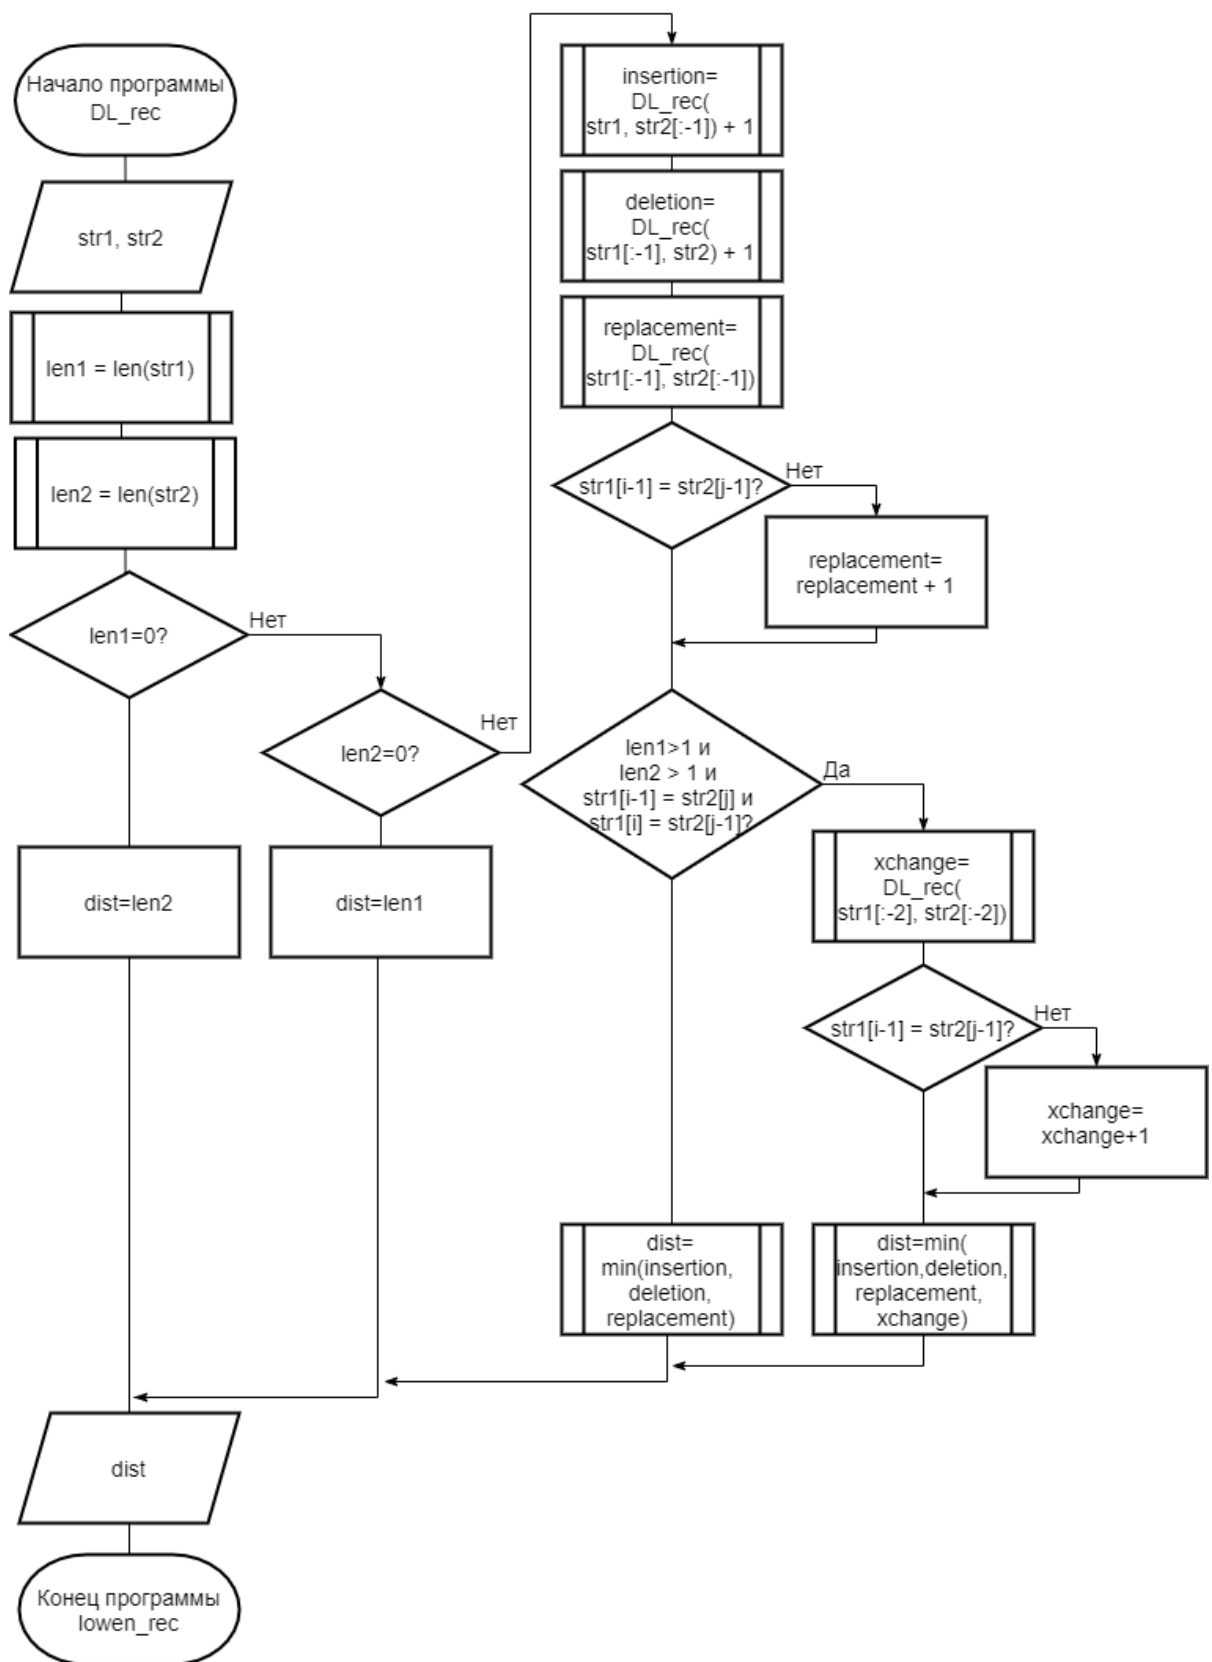 Начало программы
DL_rec
str1, str2
len1 = len(str1)
len2 = len(str2)
len1=0?
Нет
len2=0?
Нет
dist=len2
dist=len1
insertion=
DL_rec(
str1, str2[:-1]) + 1
deletion=
DL_rec(
str1[:-1], str2) + 1
replacement=
DL_rec(
str1[:-1], str2[:-1])
str1[i-1] = str2[j-1]?
Нет
replacement=
replacement + 1
len1>1 и
len2 > 1 и
str1[i-1] = str2[j] и
str1[i] = str2[j-1]?
Да
xchange=
DL_rec(
str1[:-2], str2[:-2])
str1[i-1] = str2[j-1]?
Нет
xchange=
xchange+1
dist=
min(insertion,
deletion,
replacement)
dist=min(
insertion,deletion,
replacement,
xchange)
dist
Конец программы
lowen_rec